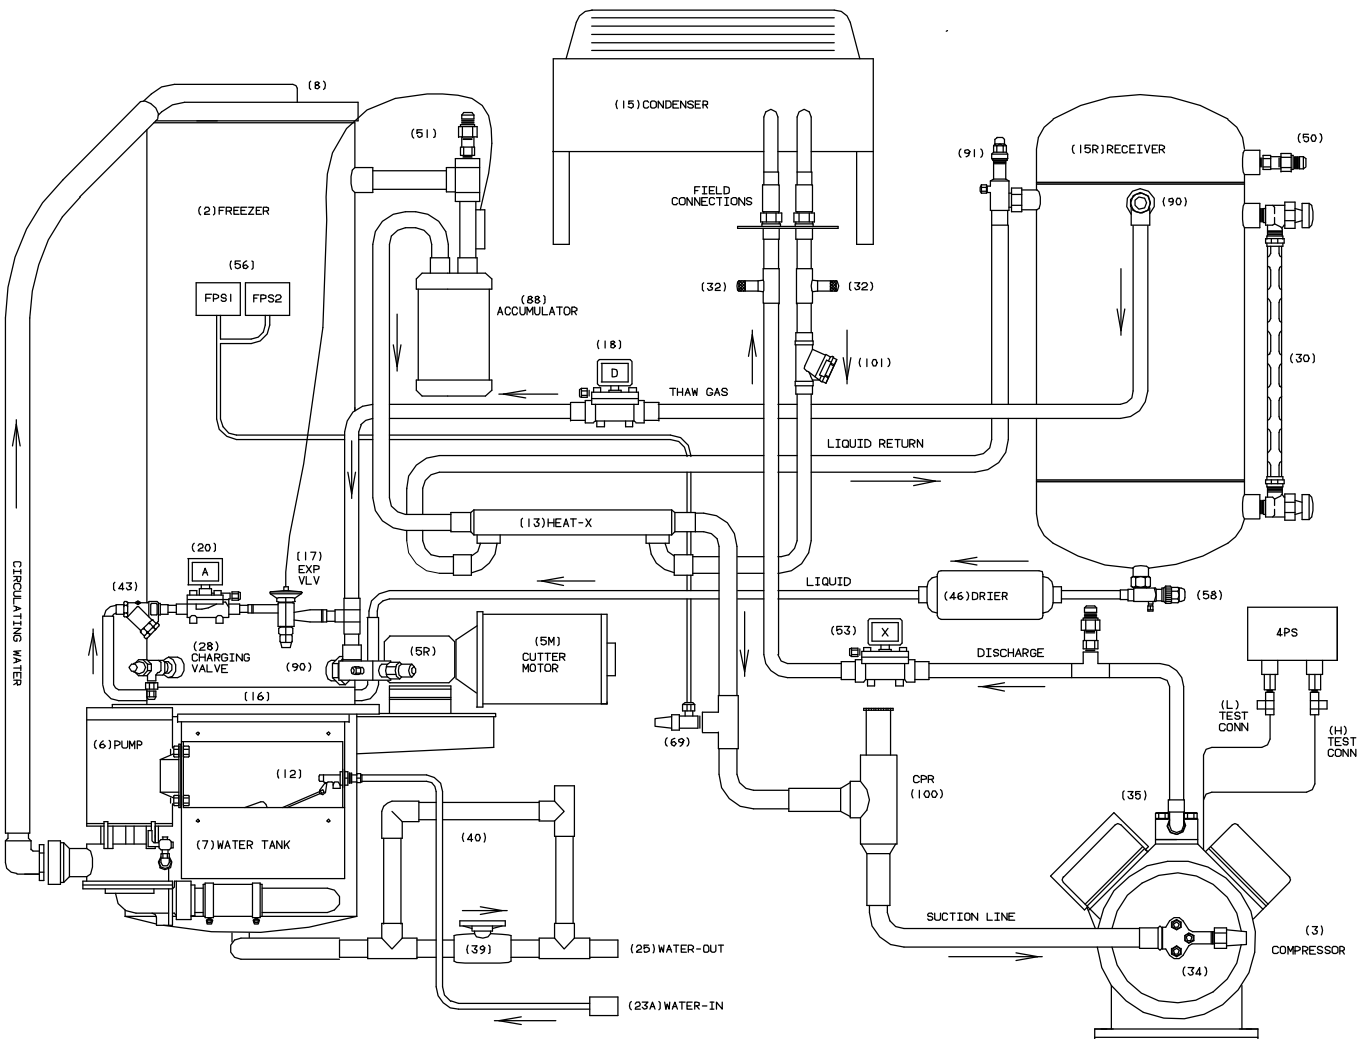 (8)
(15)CONDENSER
(51)
(50)
(91)
(15R)RECEIVER
FIELD
CONNECTIONS
(90)
(2)FREEZER
(56)
FPS1
FPS2
(88)
ACCUMULATOR
(32)
(32)
(18)
D
(101)
(30)
THAW GAS
LIQUID RETURN
(13)HEAT-X
(20)
A
(17)
EXP
VLV
(43)
LIQUID
(46)DRIER
(58)
CIRCULATING WATER
(28)
CHARGING
VALVE
(90)
(5R)
(5M)
CUTTER
MOTOR
(53)
X
DISCHARGE
4PS
(16)
(L)
TEST
CONN
(H)
TEST
CONN
(6)PUMP
(69)
(12)
CPR
(100)
(35)
(7)WATER TANK
(40)
SUCTION LINE
(39)
(25)WATER-OUT
(3)
COMPRESSOR
(34)
(23A)WATER-IN